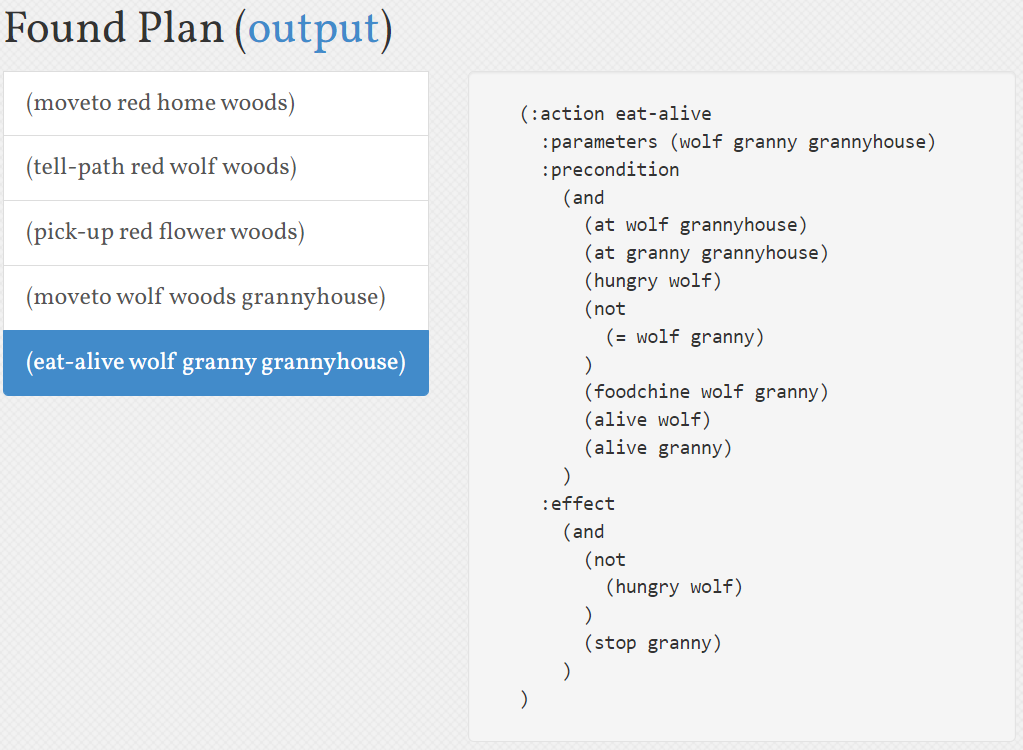 Found Plan (output)
(moveto red home woods)
(tell-path red wolf woods)
(pick-up red flower woods)
(moveto wolf woods grannyhouse)
(eat-alive wolf granny grannyhouse)
(:action eat-alive
:parameters (wolf granny grannyhouse)
:precondition
(and
(at wolf grannyhouse)
(at granny grannyhouse)
(hungry wolf)
(not
(= wolf granny)
)
(foodchine wolf granny)
(alive wolf)
(alive granny)
)
:effect
(and
(not
(hungry wolf)
)
(stop granny)
)
)